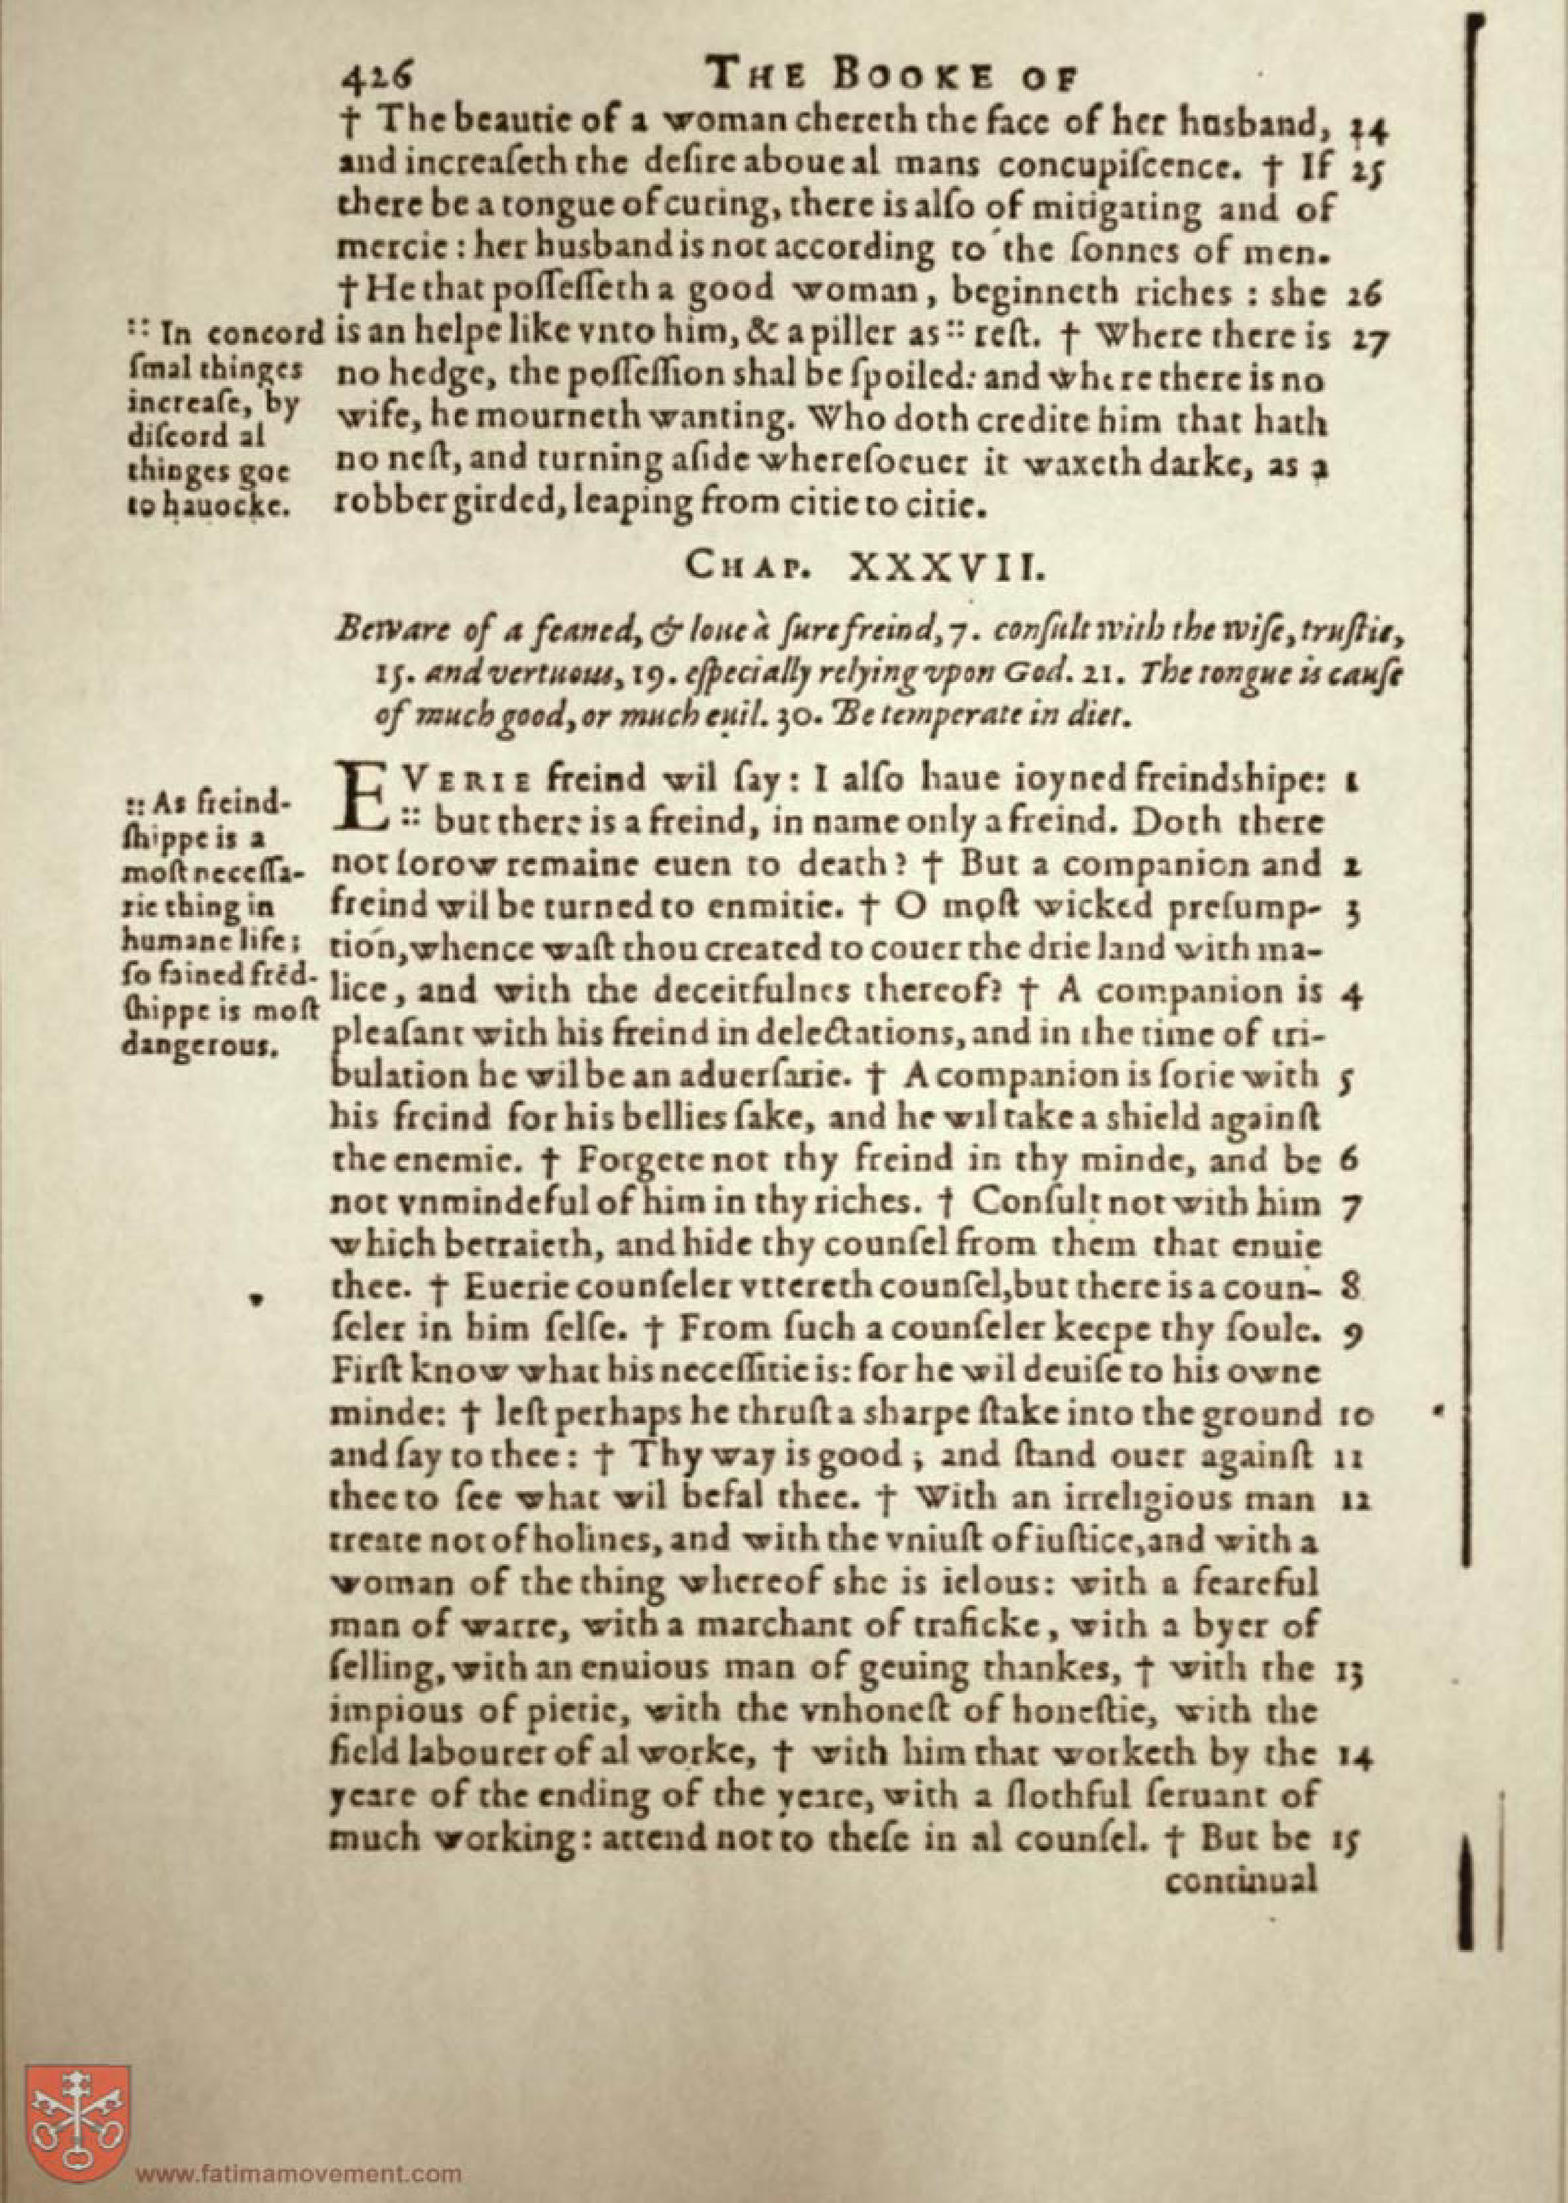 426 THE BOOKE OF
† The beautie of a woman chereth the face of her husband, 24
and increaſeth the deſire aboue al mans concupiſcence. † If 25
there be a tongue of curing, there is alſo of mitigating and of
mercie : her husband is not according to the ſonnes of men.
† He that poſſeſſeth a good woman, beginneth riches : she 26
is an helpe like vnto him, & a piller as :: reſt. † Where there is 27
no hedge, the poſſeſſion shal be ſpoiled: and where there is no
wife, he mourneth wanting. Who doth credite him that hath
no neſt, and turning aſide whereſoeuer it waxeth darke, as a
robber girded, leaping from citie to citie.
:: In concord
ſmal thinges
increaſe, by
diſcord al
thinges goe
to hauocke.
CHAP. XXXVII.
Beware of a feaned, & loue à ſure freind, 7. conſult with the wiſe, truſtie,
15. and vertuous, 19. eſpecially relying vpon God. 21. The tongue is cauſe
of much good, or much euil. 30. Be temperate in diet.
EVERIE freind wil ſay : I alſo haue ioyned freindshipe: 1
:: but there is a freind, in name only a freind. Doth there
not ſorow remaine euen to death? † But a companion and 2
freind wil be turned to enmitie. † O moſt wicked preſump- 3
tion, whence waſt thou created to couer the drie land with ma-
lice, and with the deceitfulnes thereof? † A companion is 4
pleaſant with his freind in delectations, and in the time of tri-
bulation he wil be an aduerſarie. † A companion is ſorie with 5
his freind for his bellies ſake, and he wil take a shield againſt
the enemie. † Forgete not thy freind in thy minde, and be 6
not vnmindeful of him in thy riches. † Conſult not with him 7
which betraieth, and hide thy counſel from them that enuie
thee. † Euerie counſeler vttereth counſel, but there is a coun- 8
ſeler in him ſelfe. † From ſuch a counſeler keepe thy ſoule. 9
Firſt know what his neceſſitie is: for he wil deuiſe to his owne
minde: † leſt perhaps he thruſt a sharpe ſtake into the ground 10
and ſay to thee : † Thy way is good ; and ſtand ouer againſt 11
thee to ſee what wil befal thee. † With an irreligious man 12
treate not of holines, and with the vniuſt of iuſtice, and with a
woman of the thing whereof she is ielous: with a feareful
man of warre, with a marchant of traficke, with a byer of
ſelling, with an enuious man of geuing thankes, † with the 13
impious of pietie, with the vnhoneſt of honeſtie, with the
field labourer of al worke, † with him that worketh by the 14
yeare of the ending of the yeare, with a ſlothful ſeruant of
much working: attend not to theſe in al counſel. † But be 15
continual
:: As freind-
ſhippe is a
moſt neceſſa-
rie thing in
humane life;
ſo fained frēd-
ſhippe is moſt
dangerous.
www.fatimamovement.com